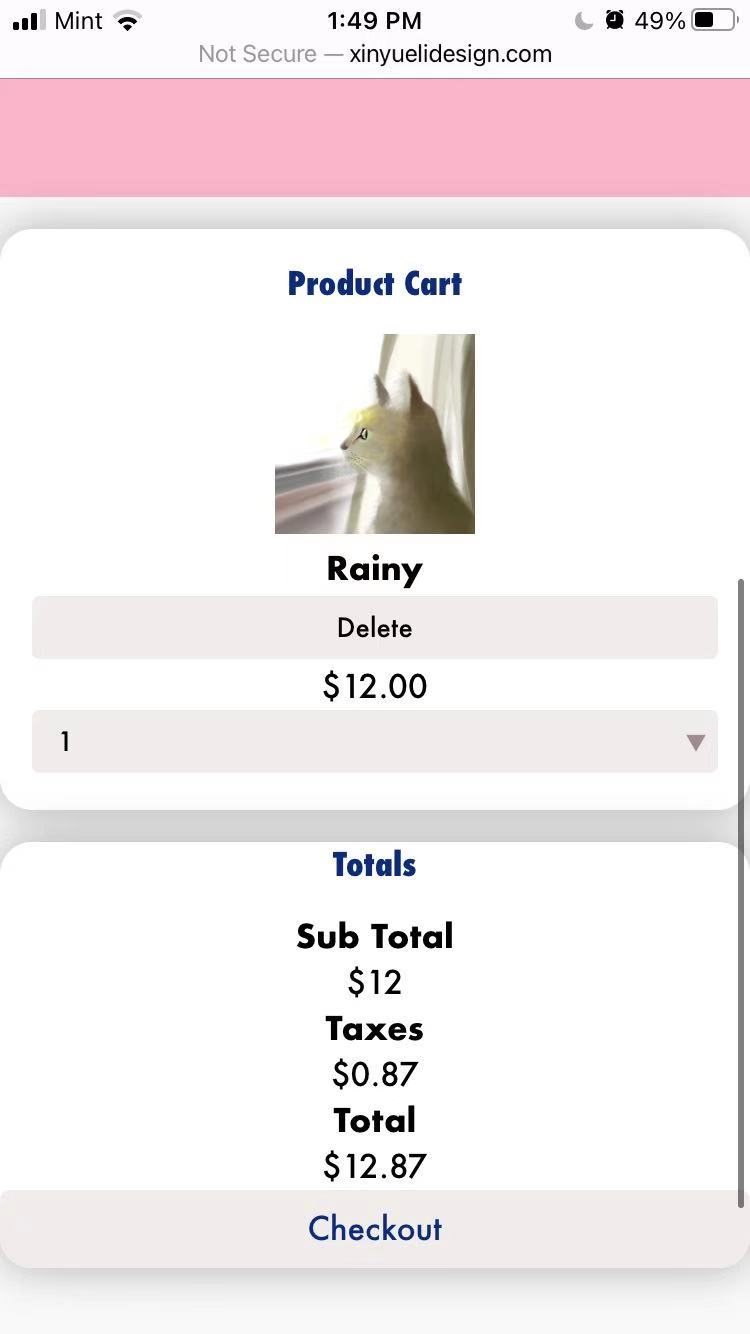 Mint 1:49 PM 49%
Not Secure — xinyuelidesign.com
Product Cart
Rainy
Delete
$12.00
1
Totals
Sub Total
$12
Taxes
$0.87
Total
$12.87
Checkout